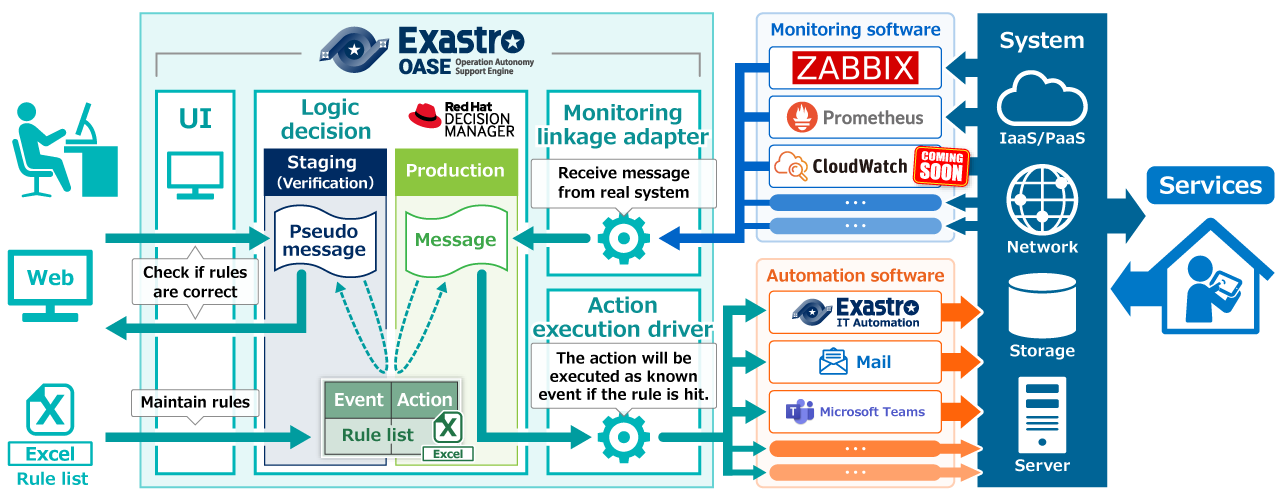 Exastro
OASE
Operation Autonomy
Support Engine
UI
Logic
decision
Red Hat
DECISION
MANAGER
Staging
(Verification)
Production
Pseudo
message
Message
Check if rules
are correct
Maintain rules
Event
Action
Rule list
Excel
Web
Excel
Rule list
Monitoring
linkage adapter
Receive message
from real system
Action
execution driver
The action will be
executed as known
event if the rule is hit.
Monitoring software
ZABBIX
Prometheus
CloudWatch
COMING
SOON
...
...
Automation software
Exastro
IT Automation
Mail
T
Microsoft Teams
...
...
System
IaaS/PaaS
Network
Storage
Server
Services